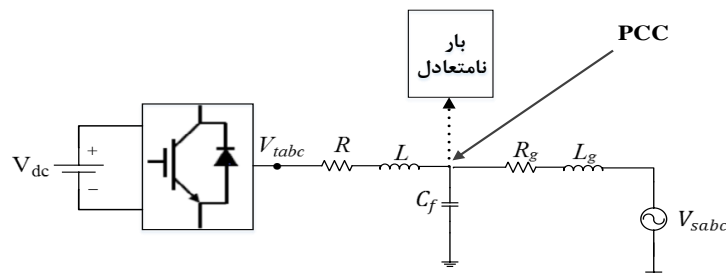 بار
نامتعادل
PCC
V_dc
+
−
V_tabc
R
L
R_g
L_g
C_f
V_sabc